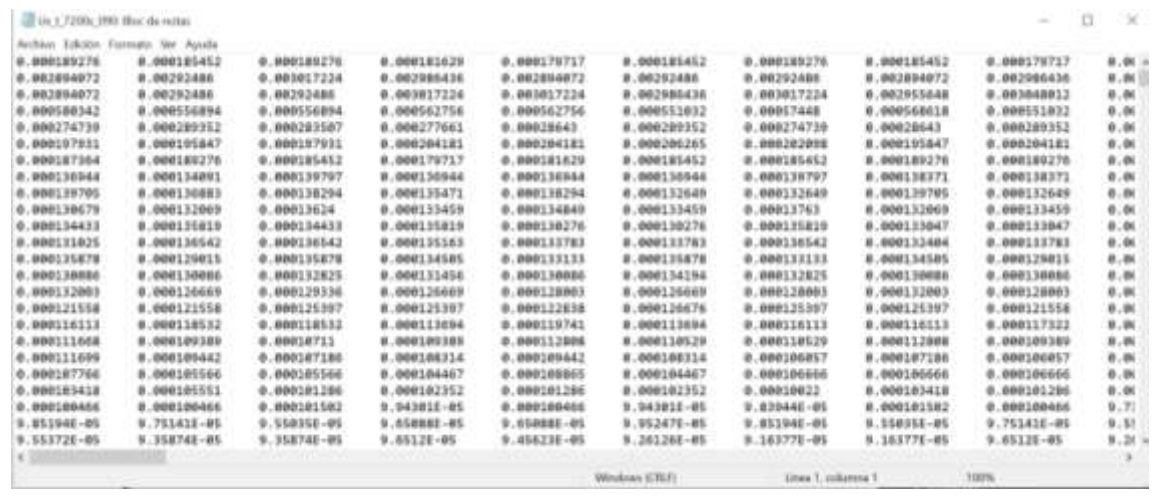 Bloc de notas
Archivo Edición Formato Ver Ayuda
0.000189276 0.000185452 0.000189276 0.000181629 0.000179717 0.000185452 0.000189276 0.000185452 0.000179717
0.002894072 0.00292486 0.003017224 0.002986436 0.002894072 0.00292486 0.00292486 0.002894072 0.002986436
0.002894072 0.00292486 0.00292486 0.003017224 0.003017224 0.002986436 0.003017224 0.002955648 0.003048012
0.000580342 0.000556894 0.000556894 0.000562756 0.000562756 0.000551032 0.00057448 0.000568618 0.000551032
0.000274739 0.000289352 0.000283507 0.000277661 0.00028643 0.000289352 0.000274739 0.00028643 0.000289352
0.000197931 0.000195847 0.000197931 0.000204181 0.000204181 0.000206265 0.000202098 0.000195847 0.000204181
0.000187364 0.000189276 0.000185452 0.000179717 0.000181629 0.000185452 0.000185452 0.000189276 0.000189276
0.000136944 0.000134091 0.000139797 0.000136944 0.000136944 0.000136944 0.000139797 0.000138371 0.000138371
0.000139705 0.000136883 0.000138294 0.000135471 0.000138294 0.000132649 0.000132649 0.000139705 0.000132649
0.000130679 0.000132069 0.00013624 0.000133459 0.000134849 0.000133459 0.00013763 0.000132069 0.000133459
0.000134433 0.000135819 0.000134433 0.000135819 0.000130276 0.000130276 0.000135819 0.000133047 0.000133047
0.000131025 0.000136542 0.000136542 0.000135163 0.000133783 0.000133783 0.000136542 0.000132404 0.000133783
0.000135878 0.000129015 0.000135878 0.000134505 0.000133133 0.000135878 0.000133133 0.000134505 0.000129015
0.000130086 0.000130086 0.000132825 0.000131456 0.000130086 0.000134194 0.000132825 0.000130086 0.000130086
0.000132003 0.000126669 0.000129336 0.000126669 0.000128003 0.000126669 0.000128003 0.000132003 0.000128003
0.000121558 0.000121558 0.000125397 0.000125397 0.000122838 0.000126676 0.000125397 0.000125397 0.000121558
0.000116113 0.000118532 0.000118532 0.000113694 0.000119741 0.000113694 0.000116113 0.000116113 0.000117322
0.000111668 0.000109389 0.00010711 0.000109389 0.000112808 0.000110529 0.000110529 0.000112808 0.000109389
0.000111699 0.000109442 0.000107186 0.000108314 0.000109442 0.000108314 0.000106057 0.000107186 0.000106057
0.000107766 0.000105566 0.000105566 0.000104467 0.000108865 0.000104467 0.000106666 0.000106666 0.000106666
0.000103418 0.000105551 0.000101286 0.000102352 0.000101286 0.000102352 0.00010022 0.000103418 0.000101286
0.000100466 0.000100466 0.000101502 9.94301E-05 0.000100466 9.94301E-05 9.83944E-05 0.000101502 0.000100466
9.85194E-05 9.75141E-05 9.55035E-05 9.65088E-05 9.65088E-05 9.95247E-05 9.85194E-05 9.55035E-05 9.75141E-05
9.55372E-05 9.35874E-05 9.35874E-05 9.6512E-05 9.45623E-05 9.26126E-05 9.16377E-05 9.16377E-05 9.6512E-05
Windows (CRLF) Línea 1, columna 1 100%